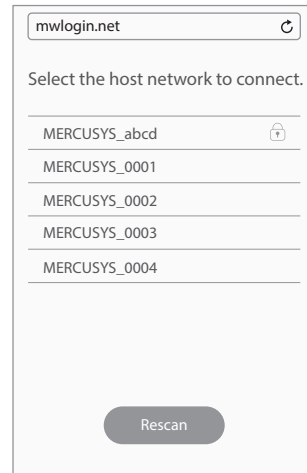 mwlogin.net
Select the host network to connect.
MERCUSYS_abcd
MERCUSYS_0001
MERCUSYS_0002
MERCUSYS_0003
MERCUSYS_0004
Rescan